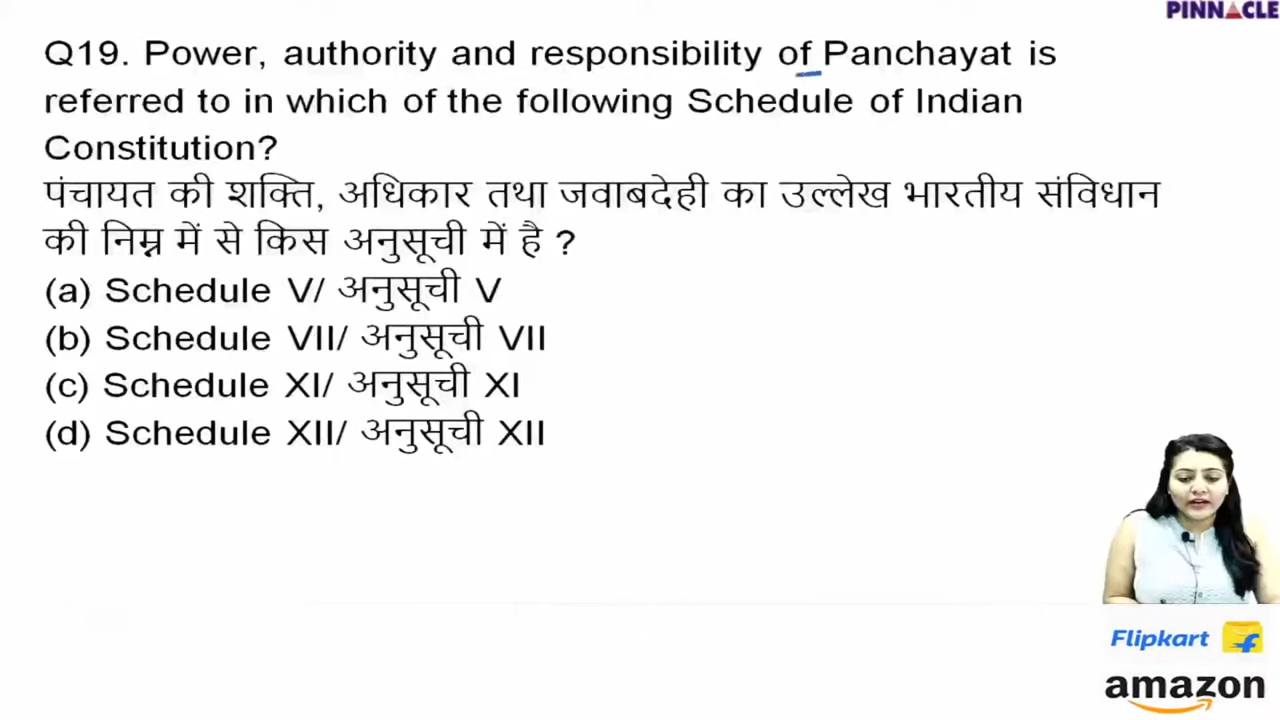 PINNACLE
Q19. Power, authority and responsibility of Panchayat is
referred to in which of the following Schedule of Indian
Constitution?
पंचायत की शक्ति, अधिकार तथा जवाबदेही का उल्लेख भारतीय संविधान
की निम्न में से किस अनुसूची में है ?
(a) Schedule V/ अनुसूची V
(b) Schedule VII/ अनुसूची VII
(c) Schedule XI/ अनुसूची XI
(d) Schedule XII/ अनुसूची XII
Flipkart
amazon